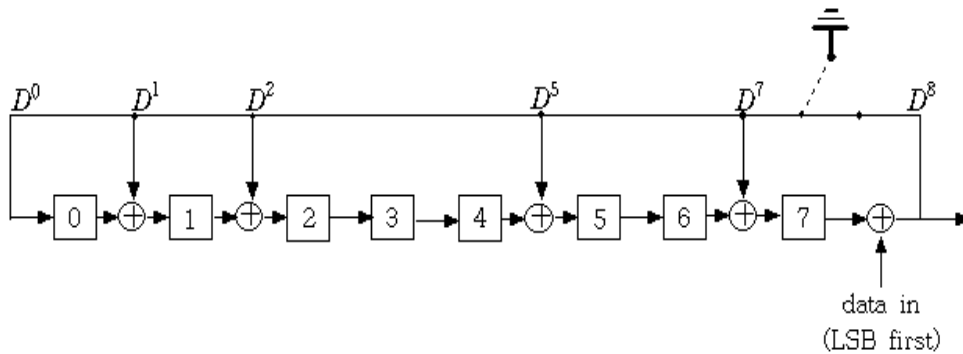 D⁰ D¹ D² D⁵ D⁷ D⁸
0 1 2 3 4 5 6 7
data in
(LSB first)